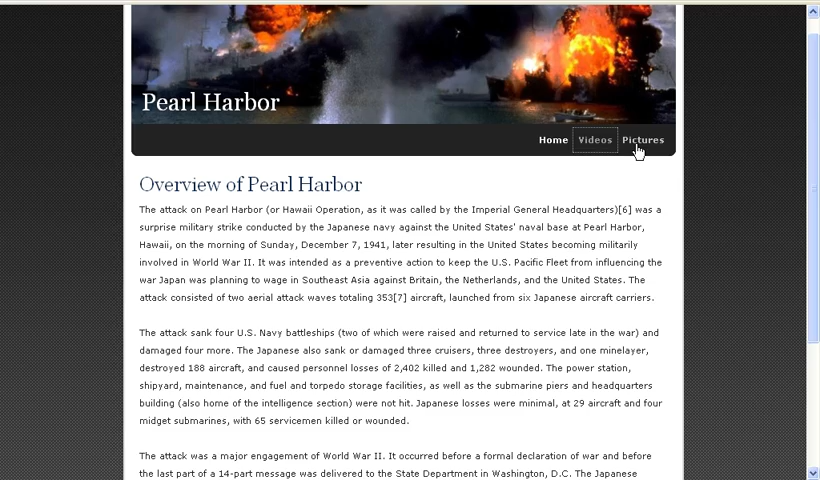 Pearl Harbor
Home Videos Pictures
Overview of Pearl Harbor
The attack on Pearl Harbor (or Hawaii Operation, as it was called by the Imperial General Headquarters)[6] was a
surprise military strike conducted by the Japanese navy against the United States' naval base at Pearl Harbor,
Hawaii, on the morning of Sunday, December 7, 1941, later resulting in the United States becoming militarily
involved in World War II. It was intended as a preventive action to keep the U.S. Pacific Fleet from influencing the
war Japan was planning to wage in Southeast Asia against Britain, the Netherlands, and the United States. The
attack consisted of two aerial attack waves totaling 353[7] aircraft, launched from six Japanese aircraft carriers.
The attack sank four U.S. Navy battleships (two of which were raised and returned to service late in the war) and
damaged four more. The Japanese also sank or damaged three cruisers, three destroyers, and one minelayer,
destroyed 188 aircraft, and caused personnel losses of 2,402 killed and 1,282 wounded. The power station,
shipyard, maintenance, and fuel and torpedo storage facilities, as well as the submarine piers and headquarters
building (also home of the intelligence section) were not hit. Japanese losses were minimal, at 29 aircraft and four
midget submarines, with 65 servicemen killed or wounded.
The attack was a major engagement of World War II. It occurred before a formal declaration of war and before
the last part of a 14-part message was delivered to the State Department in Washington, D.C. The Japanese